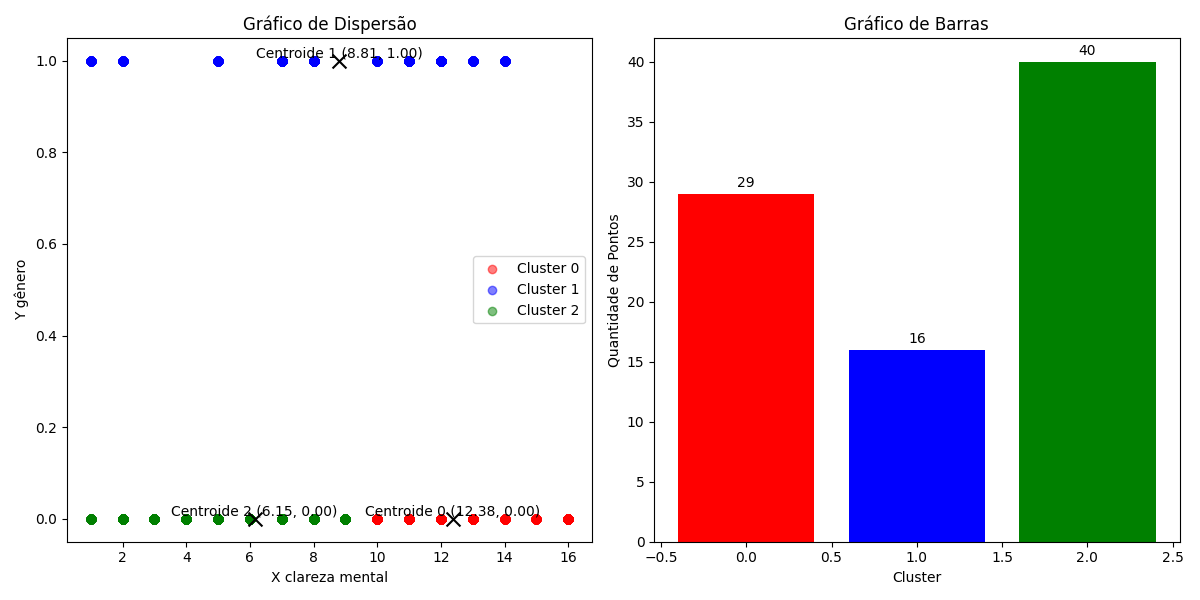 Gráfico de Dispersão
Centroide 1 (8.81, 1.00)
1.0
0.8
0.6
0.4
0.2
0.0
Y gênero
Cluster 0
Cluster 1
Cluster 2
Centroide 2 (6.15, 0.00)
Centroide 0 (12.38, 0.00)
2 4 6 8 10 12 14 16
X clareza mental
Gráfico de Barras
40
35
30
25
20
15
10
5
0
Quantidade de Pontos
29
16
40
−0.5 0.0 0.5 1.0 1.5 2.0 2.5
Cluster